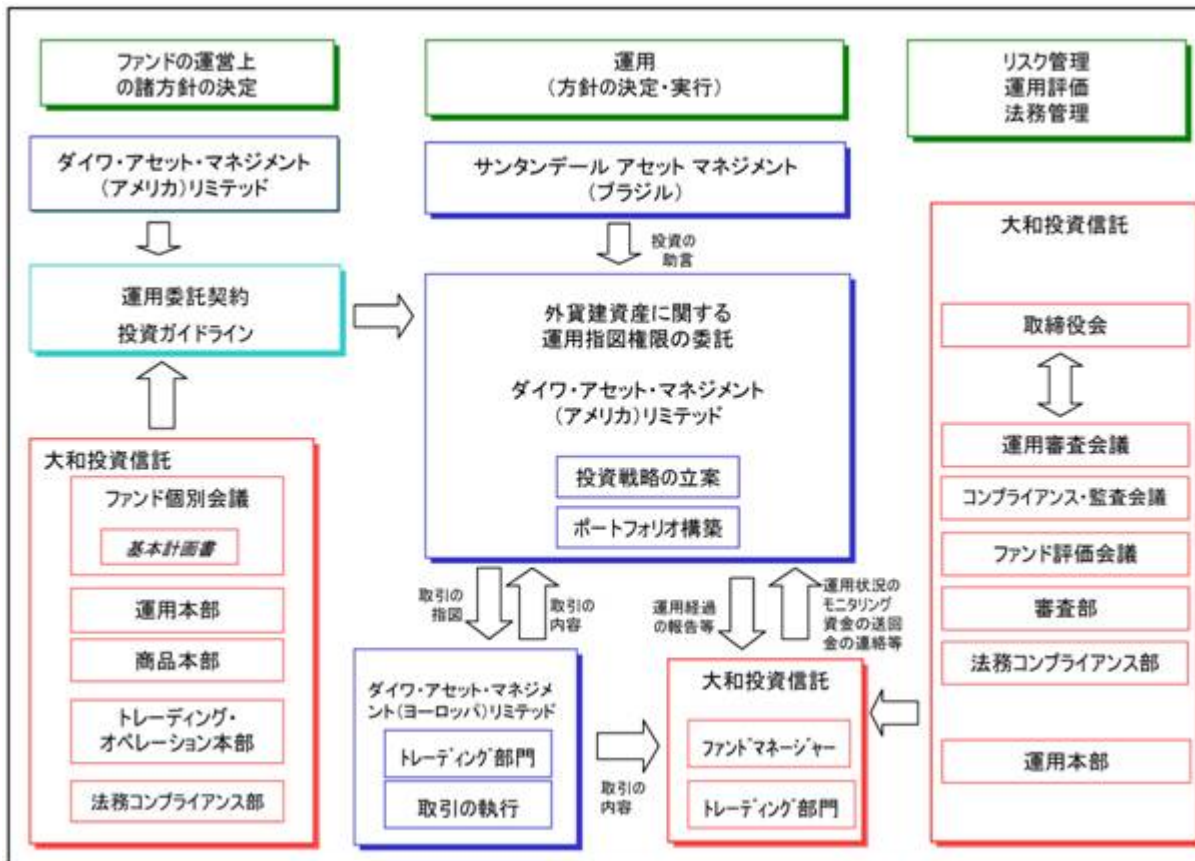 ファンドの運営上
の諸方針の決定
運用
(方針の決定・実行)
リスク管理
運用評価
法務管理
ダイワ・アセット・マネジメント
(アメリカ)リミテッド
サンタンデール アセット マネジメント
(ブラジル)
投資の
助言
運用委託契約
投資ガイドライン
外貨建資産に関する
運用指図権限の委託
ダイワ・アセット・マネジメント
(アメリカ)リミテッド
投資戦略の立案
ポートフォリオ構築
大和投資信託
取締役会
運用審査会議
コンプライアンス・監査会議
ファンド評価会議
審査部
法務コンプライアンス部
運用本部
大和投資信託
ファンド個別会議
基本計画書
運用本部
商品本部
トレーディング・
オペレーション本部
法務コンプライアンス部
取引の
指図
取引の
内容
運用経過
の報告等
運用状況の
モニタリング
資金の送回
金の連絡等
ダイワ・アセット・マネジメ
ント(ヨーロッパ)リミテッド
トレーディング部門
取引の執行
取引の
内容
大和投資信託
ファンドマネージャー
トレーディング部門